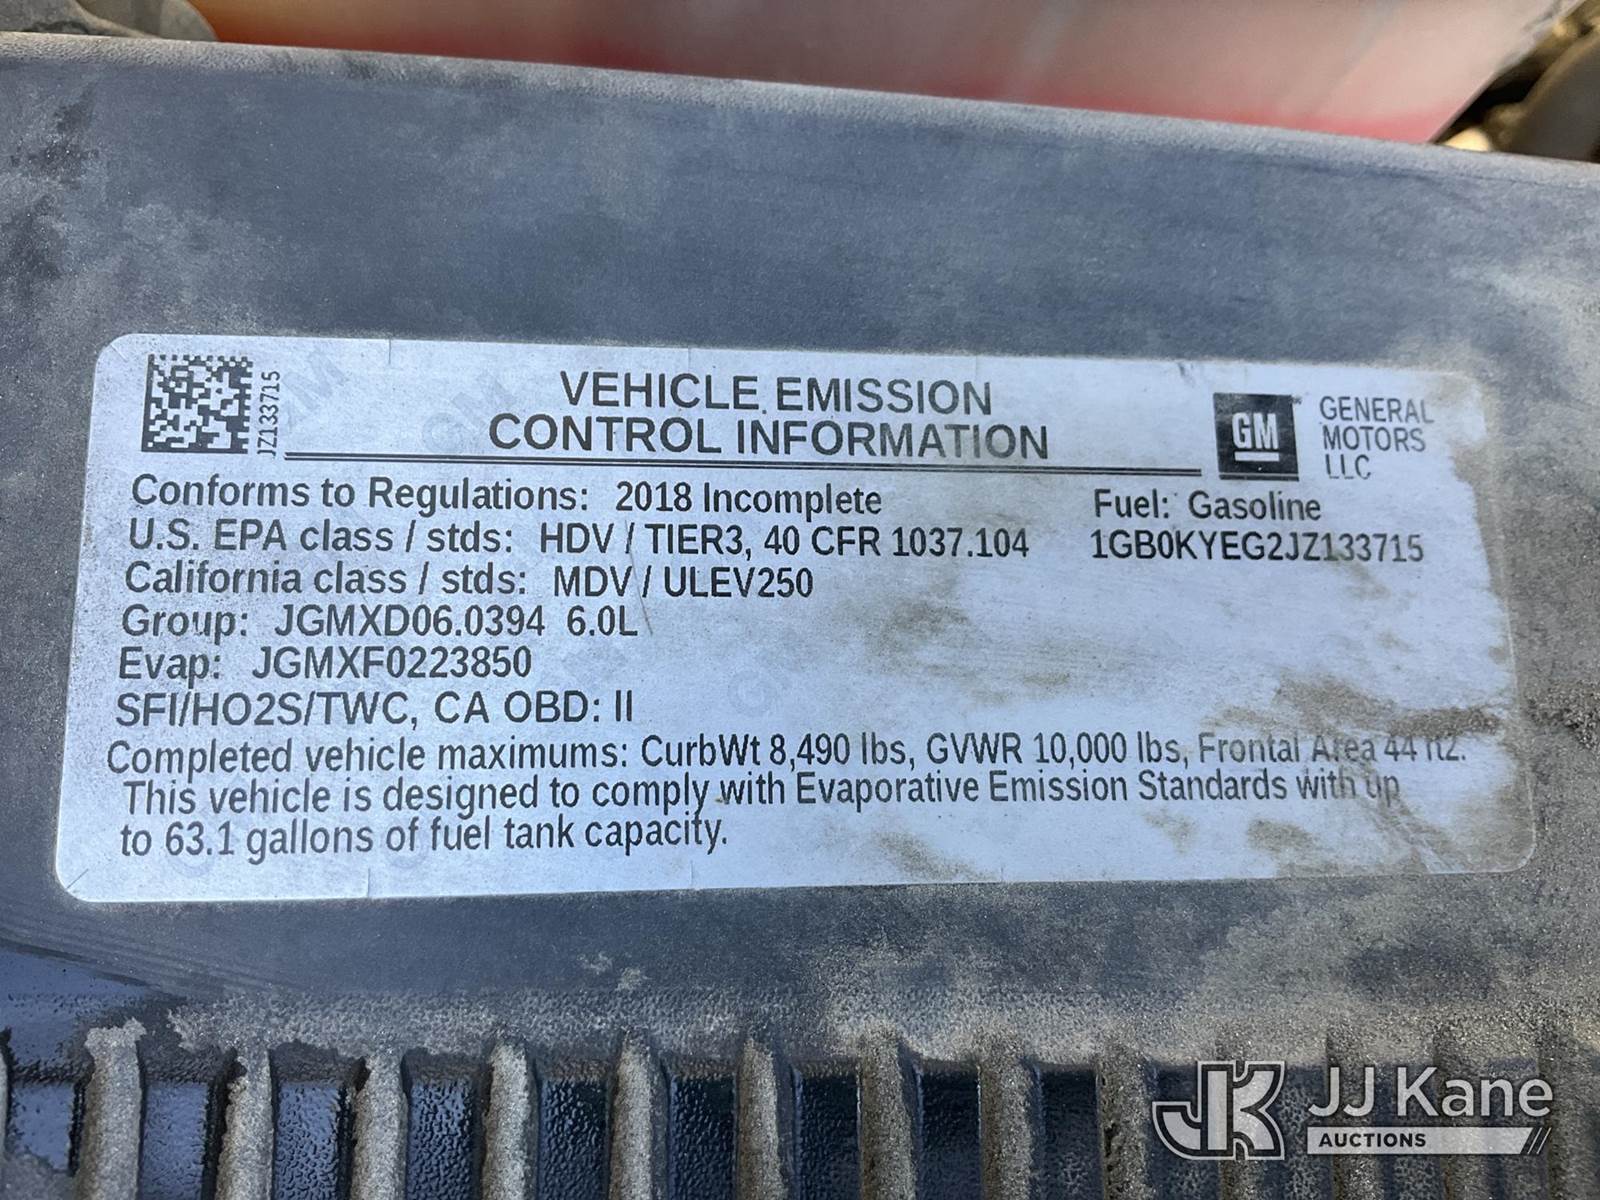 JZ133715
VEHICLE EMISSION
CONTROL INFORMATION
GM
GENERAL
MOTORS
LLC
Conforms to Regulations: 2018 Incomplete
Fuel: Gasoline
U.S. EPA class / stds: HDV / TIER3, 40 CFR 1037.104
1GB0KYEG2JZ133715
California class / stds: MDV / ULEV250
Group: JGMXD06.0394 6.0L
Evap: JGMXF0223850
SFI/HO2S/TWC, CA OBD: II
Completed vehicle maximums: CurbWt 8,490 lbs, GVWR 10,000 lbs, Frontal Area 44 ft2.
This vehicle is designed to comply with Evaporative Emission Standards with up
to 63.1 gallons of fuel tank capacity.
JK JJ Kane
AUCTIONS